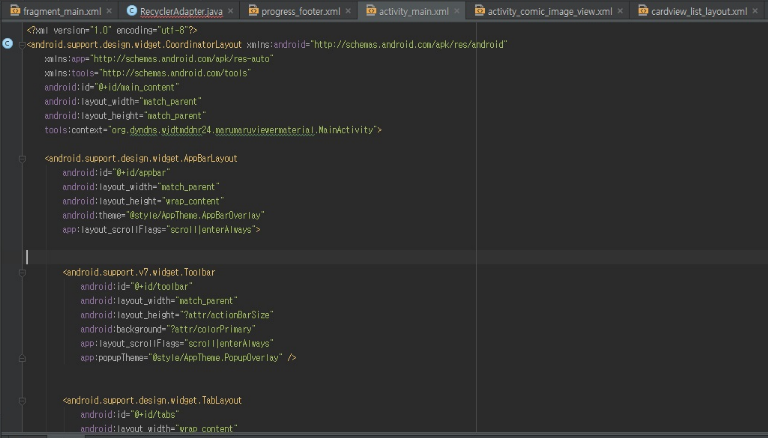 fragment_main.xml RecyclerAdapter.java progress_footer.xml activity_main.xml activity_comic_image_view.xml cardview_list_layout.xml
<?xml version="1.0" encoding="utf-8"?>
<android.support.design.widget.CoordinatorLayout xmlns:android="http://schemas.android.com/apk/res/android"
xmlns:app="http://schemas.android.com/apk/res-auto"
xmlns:tools="http://schemas.android.com/tools"
android:id="@+id/main_content"
android:layout_width="match_parent"
android:layout_height="match_parent"
tools:context="org.dyndns.wjdtmddnr24.marumaruviewermaterial.MainActivity">
<android.support.design.widget.AppBarLayout
android:id="@+id/appbar"
android:layout_width="match_parent"
android:layout_height="wrap_content"
android:theme="@style/AppTheme.AppBarOverlay"
app:layout_scrollFlags="scroll|enterAlways">
<android.support.v7.widget.Toolbar
android:id="@+id/toolbar"
android:layout_width="match_parent"
android:layout_height="?attr/actionBarSize"
android:background="?attr/colorPrimary"
app:layout_scrollFlags="scroll|enterAlways"
app:popupTheme="@style/AppTheme.PopupOverlay" />
<android.support.design.widget.TabLayout
android:id="@+id/tabs"
android:layout_width="wrap_content"